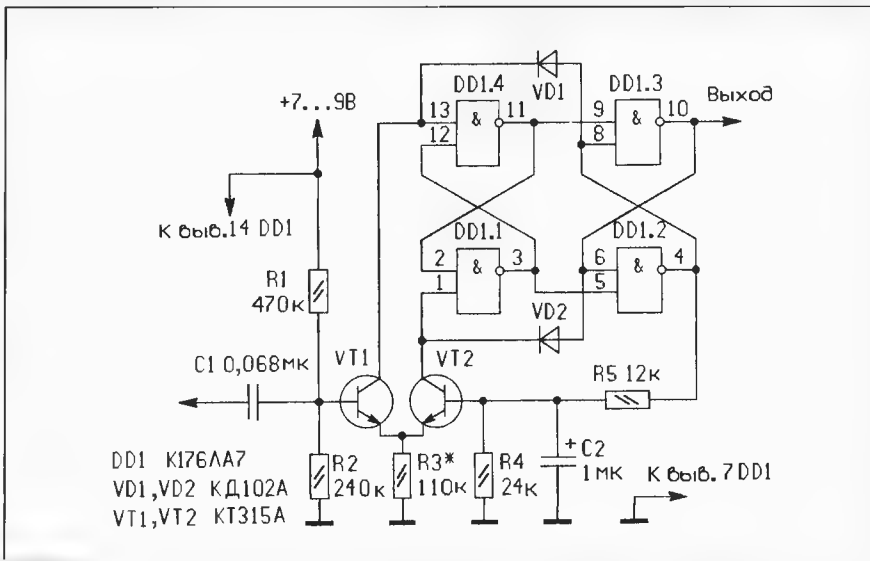 +7...9В
К выв.14 DD1
R1
470к
C1 0,068мк
VT1
VT2
R2
240к
R3*
110к
R4
24к
C2
+
1мк
R5 12к
К выв. 7 DD1
DD1.4
&
13
12
11
VD1
DD1.3
&
9
8
10
Выход
DD1.1
&
2
1
3
VD2
DD1.2
&
6
5
4
DD1 К176ЛА7
VD1,VD2 КД102А
VT1,VT2 КТ315А